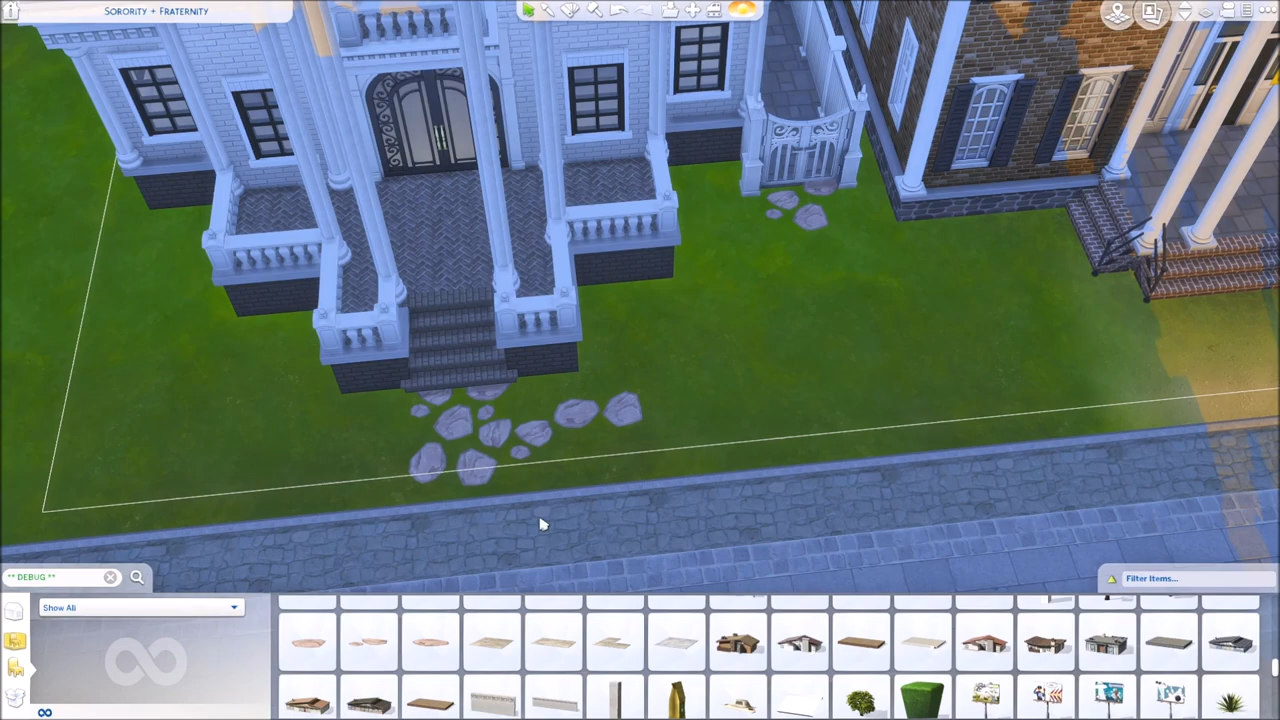 Sorority + Fraternity
** DEBUG **
Filter Items...
Show All